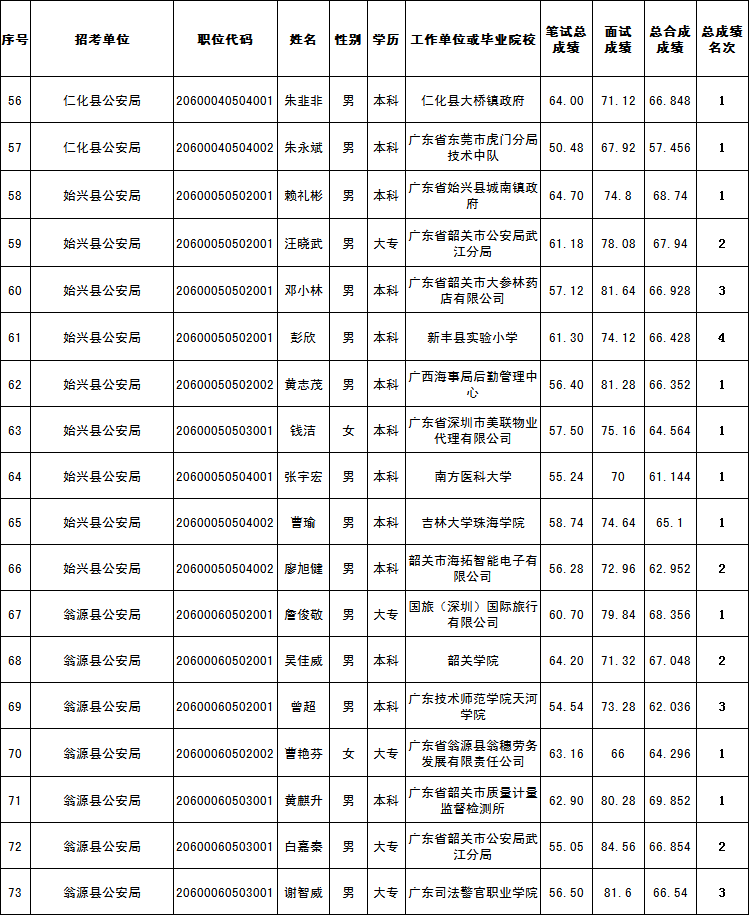 序号 招考单位 职位代码 姓名 性别 学历 工作单位或毕业院校 笔试总成绩 面试成绩 总合成成绩 总成绩名次
56 仁化县公安局 20600040504001 朱韭非 男 本科 仁化县大桥镇政府 64.00 71.12 66.848 1
57 仁化县公安局 20600040504002 朱永斌 男 本科 广东省东莞市虎门分局技术中队 50.48 67.92 57.456 1
58 始兴县公安局 20600050502001 赖礼彬 男 本科 广东省始兴县城南镇政府 64.70 74.8 68.74 1
59 始兴县公安局 20600050502001 汪晓武 男 大专 广东省韶关市公安局武江分局 61.18 78.08 67.94 2
60 始兴县公安局 20600050502001 邓小林 男 本科 广东省韶关市大参林药店有限公司 57.12 81.64 66.928 3
61 始兴县公安局 20600050502001 彭欣 男 本科 新丰县实验小学 61.30 74.12 66.428 4
62 始兴县公安局 20600050502002 黄志茂 男 本科 广西海事局后勤管理中心 56.40 81.28 66.352 1
63 始兴县公安局 20600050503001 钱洁 女 本科 广东省深圳市美联物业代理有限公司 57.50 75.16 64.564 1
64 始兴县公安局 20600050504001 张宇宏 男 本科 南方医科大学 55.24 70 61.144 1
65 始兴县公安局 20600050504002 曹瑜 男 本科 吉林大学珠海学院 58.74 74.64 65.1 1
66 始兴县公安局 20600050504002 廖旭健 男 本科 韶关市海拓智能电子有限公司 56.28 72.96 62.952 2
67 翁源县公安局 20600060502001 詹俊敬 男 大专 国旅（深圳）国际旅行有限公司 60.70 79.84 68.356 1
68 翁源县公安局 20600060502001 吴佳威 男 本科 韶关学院 64.20 71.32 67.048 2
69 翁源县公安局 20600060502001 曾超 男 本科 广东技术师范学院天河学院 54.54 73.28 62.036 3
70 翁源县公安局 20600060502002 曹艳芬 女 大专 广东省翁源县翁穗劳务发展有限责任公司 63.16 66 64.296 1
71 翁源县公安局 20600060503001 黄麒升 男 本科 广东省韶关市质量计量监督检测所 62.90 80.28 69.852 1
72 翁源县公安局 20600060503001 白嘉秦 男 大专 广东省韶关市公安局武江分局 55.05 84.56 66.854 2
73 翁源县公安局 20600060503001 谢智威 男 大专 广东司法警官职业学院 56.50 81.6 66.54 3